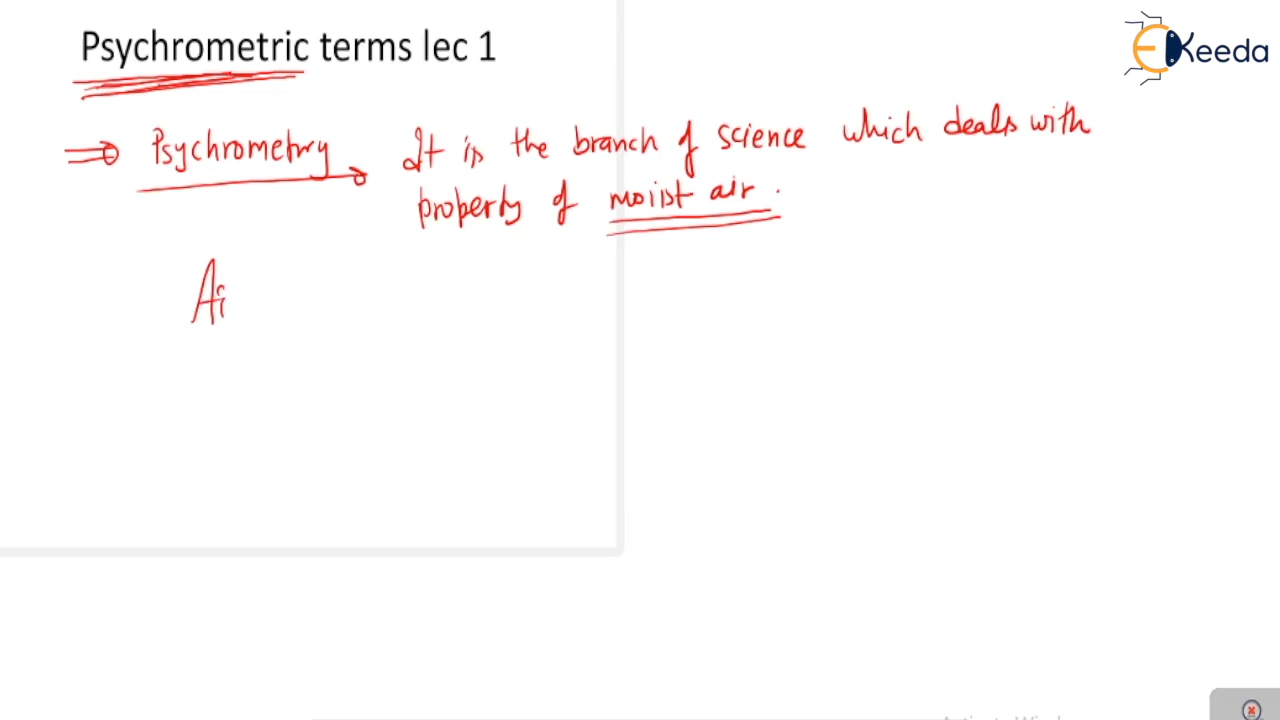 Psychrometric terms lec 1
EKeeda
⇒ Psychrometry → It is the branch of science which deals with
property of moist air.
Ai